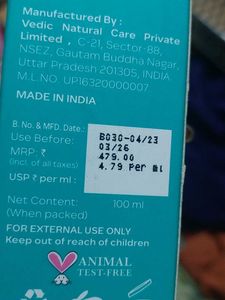 Manufactured By :
Vedic Natural Care Private
Limited , C-21, Sector-88,
NSEZ, Gautam Buddha Nagar,
Uttar Pradesh 201305, INDIA.
M.L.NO. UP16320000007
MADE IN INDIA
B. No. & MFD. Date.: B030-04/23
Use Before: 03/26
MRP: ₹ 479.00
(Incl. of all taxes) 4.79 Per ml
USP ₹ per ml :
Net Content: 100 ml
(When packed)
FOR EXTERNAL USE ONLY
Keep out of reach of children
ANIMAL
TEST-FREE